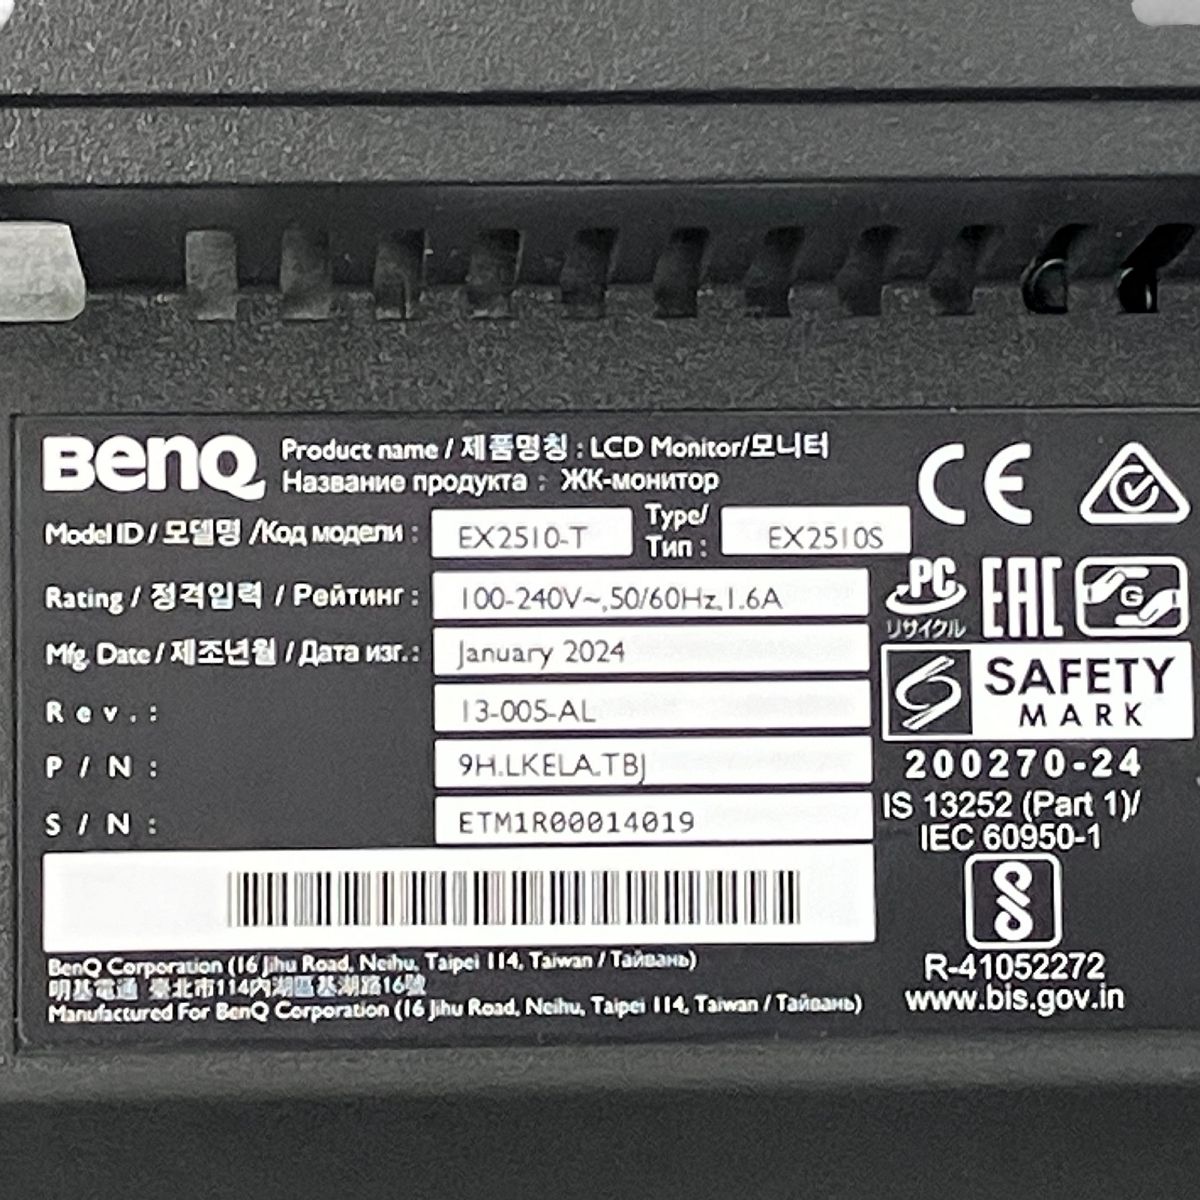 BenQ
Product name / 제품명칭 : LCD Monitor/모니터
Название продукта : ЖК-монитор
Model ID / 모델명 /Код модели : EX2510-T Type/ Тип : EX2510S
Rating / 정격입력 / Рейтинг : 100-240V~,50/60Hz,1.6A
Mfg. Date / 제조년월 / Дата изг.: January 2024
Rev.: 13-005-AL
P/N: 9H.LKELA.TBJ
S/N: ETM1R00014019
BenQ Corporation (16 Jihu Road, Neihu, Taipei 114, Taiwan / Тайвань)
明基電通 臺北市114內湖區基湖路16號
Manufactured For BenQ Corporation (16 Jihu Road, Neihu, Taipei 114, Taiwan / Тайвань)
CE
PC
リサイクル
EAC
G
SAFETY
MARK
200270-24
IS 13252 (Part 1)/
IEC 60950-1
R-41052272
www.bis.gov.in